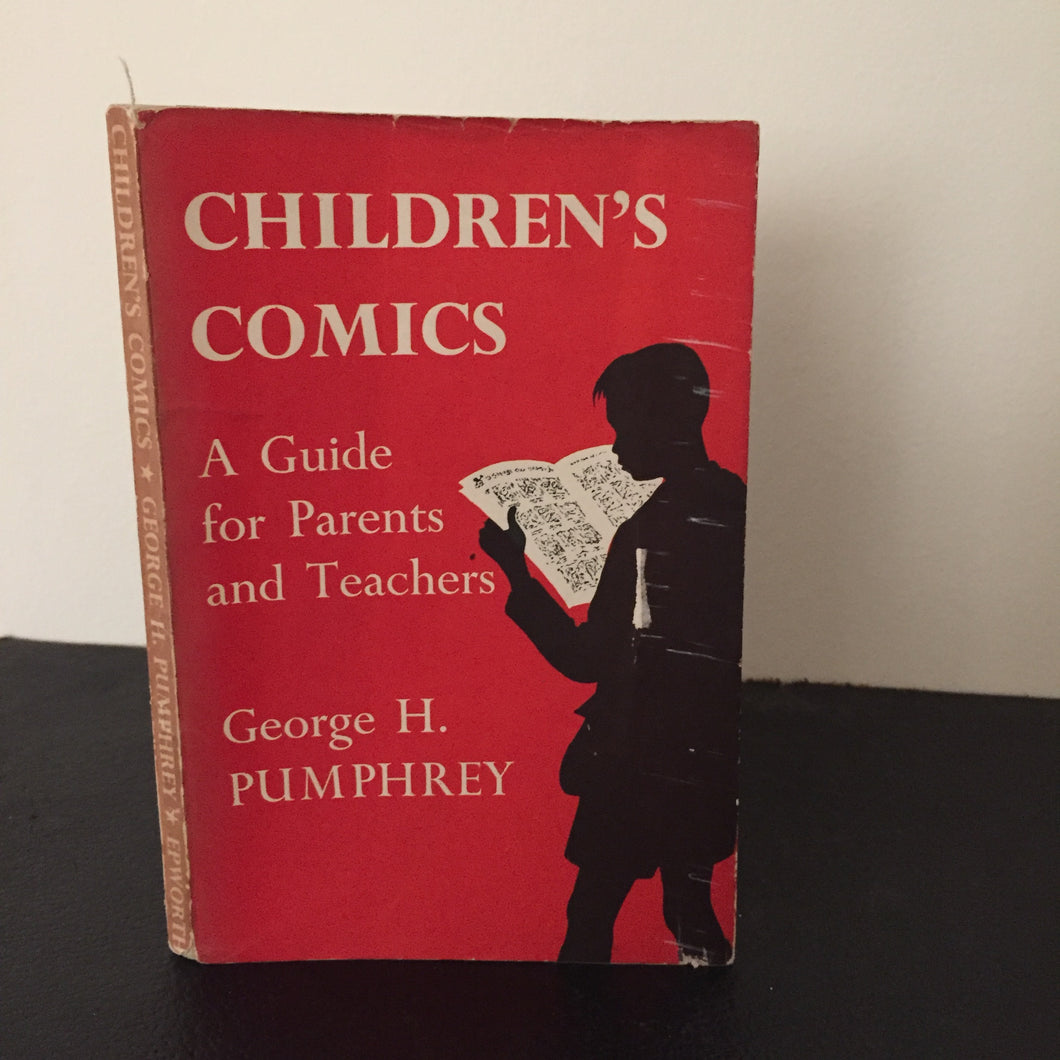 CHILDREN'S COMICS ★ GEORGE H. PUMPHREY ★ EPWORTH
CHILDREN'S
COMICS
A Guide
for Parents
and Teachers
George H.
PUMPHREY